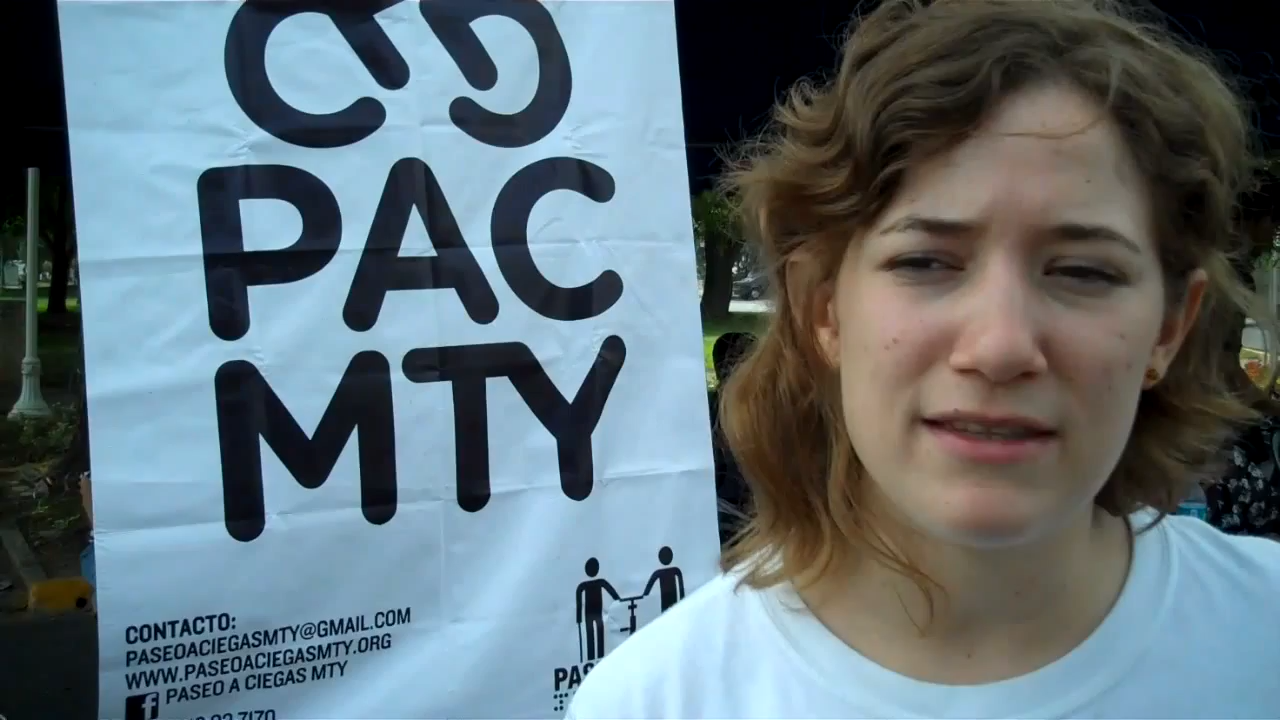 PAC
MTY
CONTACTO:
PASEOACIEGASMTY@GMAIL.COM
WWW.PASEOACIEGASMTY.ORG
f PASEO A CIEGAS MTY